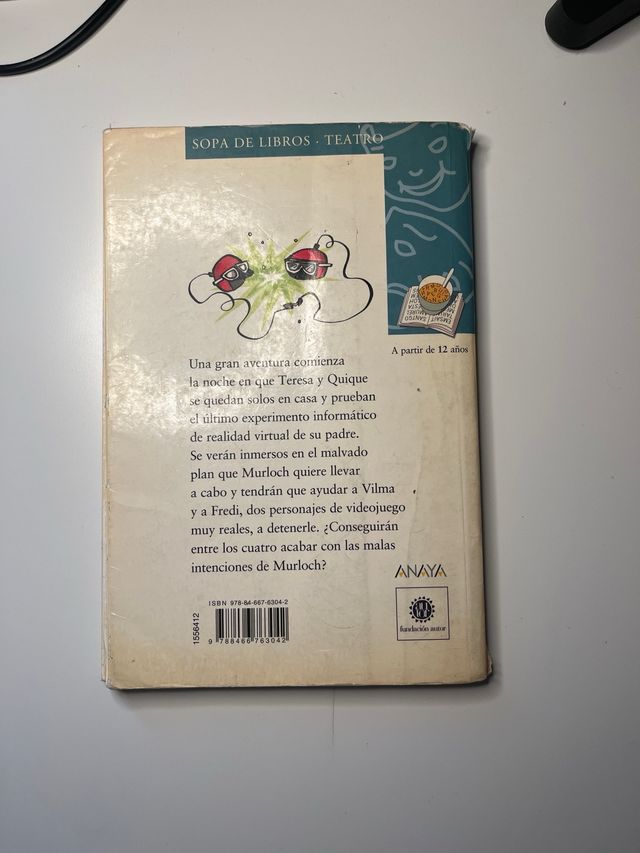 SOPA DE LIBROS · TEATRO
A partir de 12 años
Una gran aventura comienza
la noche en que Teresa y Quique
se quedan solos en casa y prueban
el último experimento informático
de realidad virtual de su padre.
Se verán inmersos en el malvado
plan que Murloch quiere llevar
a cabo y tendrán que ayudar a Vilma
y a Fredi, dos personajes de videojuego
muy reales, a detenerle. ¿Conseguirán
entre los cuatro acabar con las malas
intenciones de Murloch?
ANAYA
fundación autor
ISBN 978-84-667-6304-2
1556412
9 788466 763042